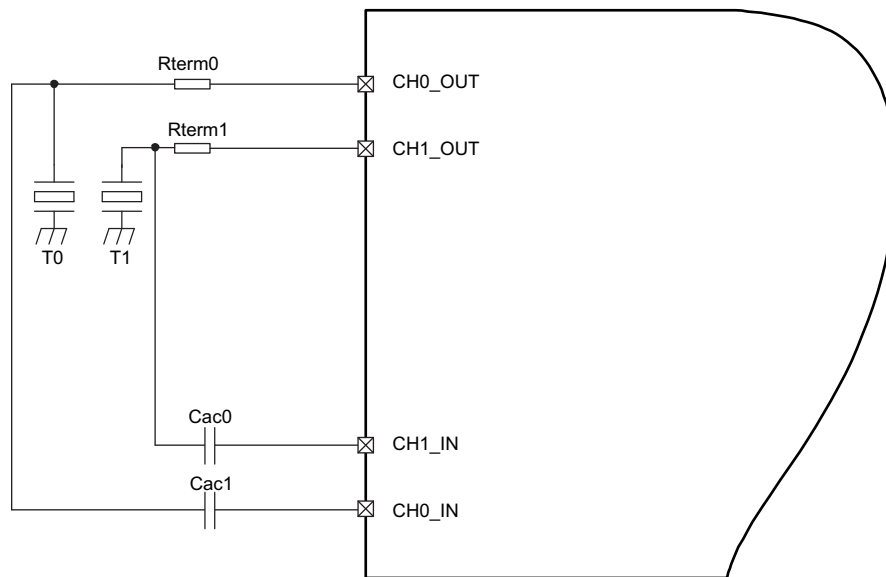 Rterm0
CH0_OUT
Rterm1
CH1_OUT
T0
T1
Cac0
CH1_IN
Cac1
CH0_IN